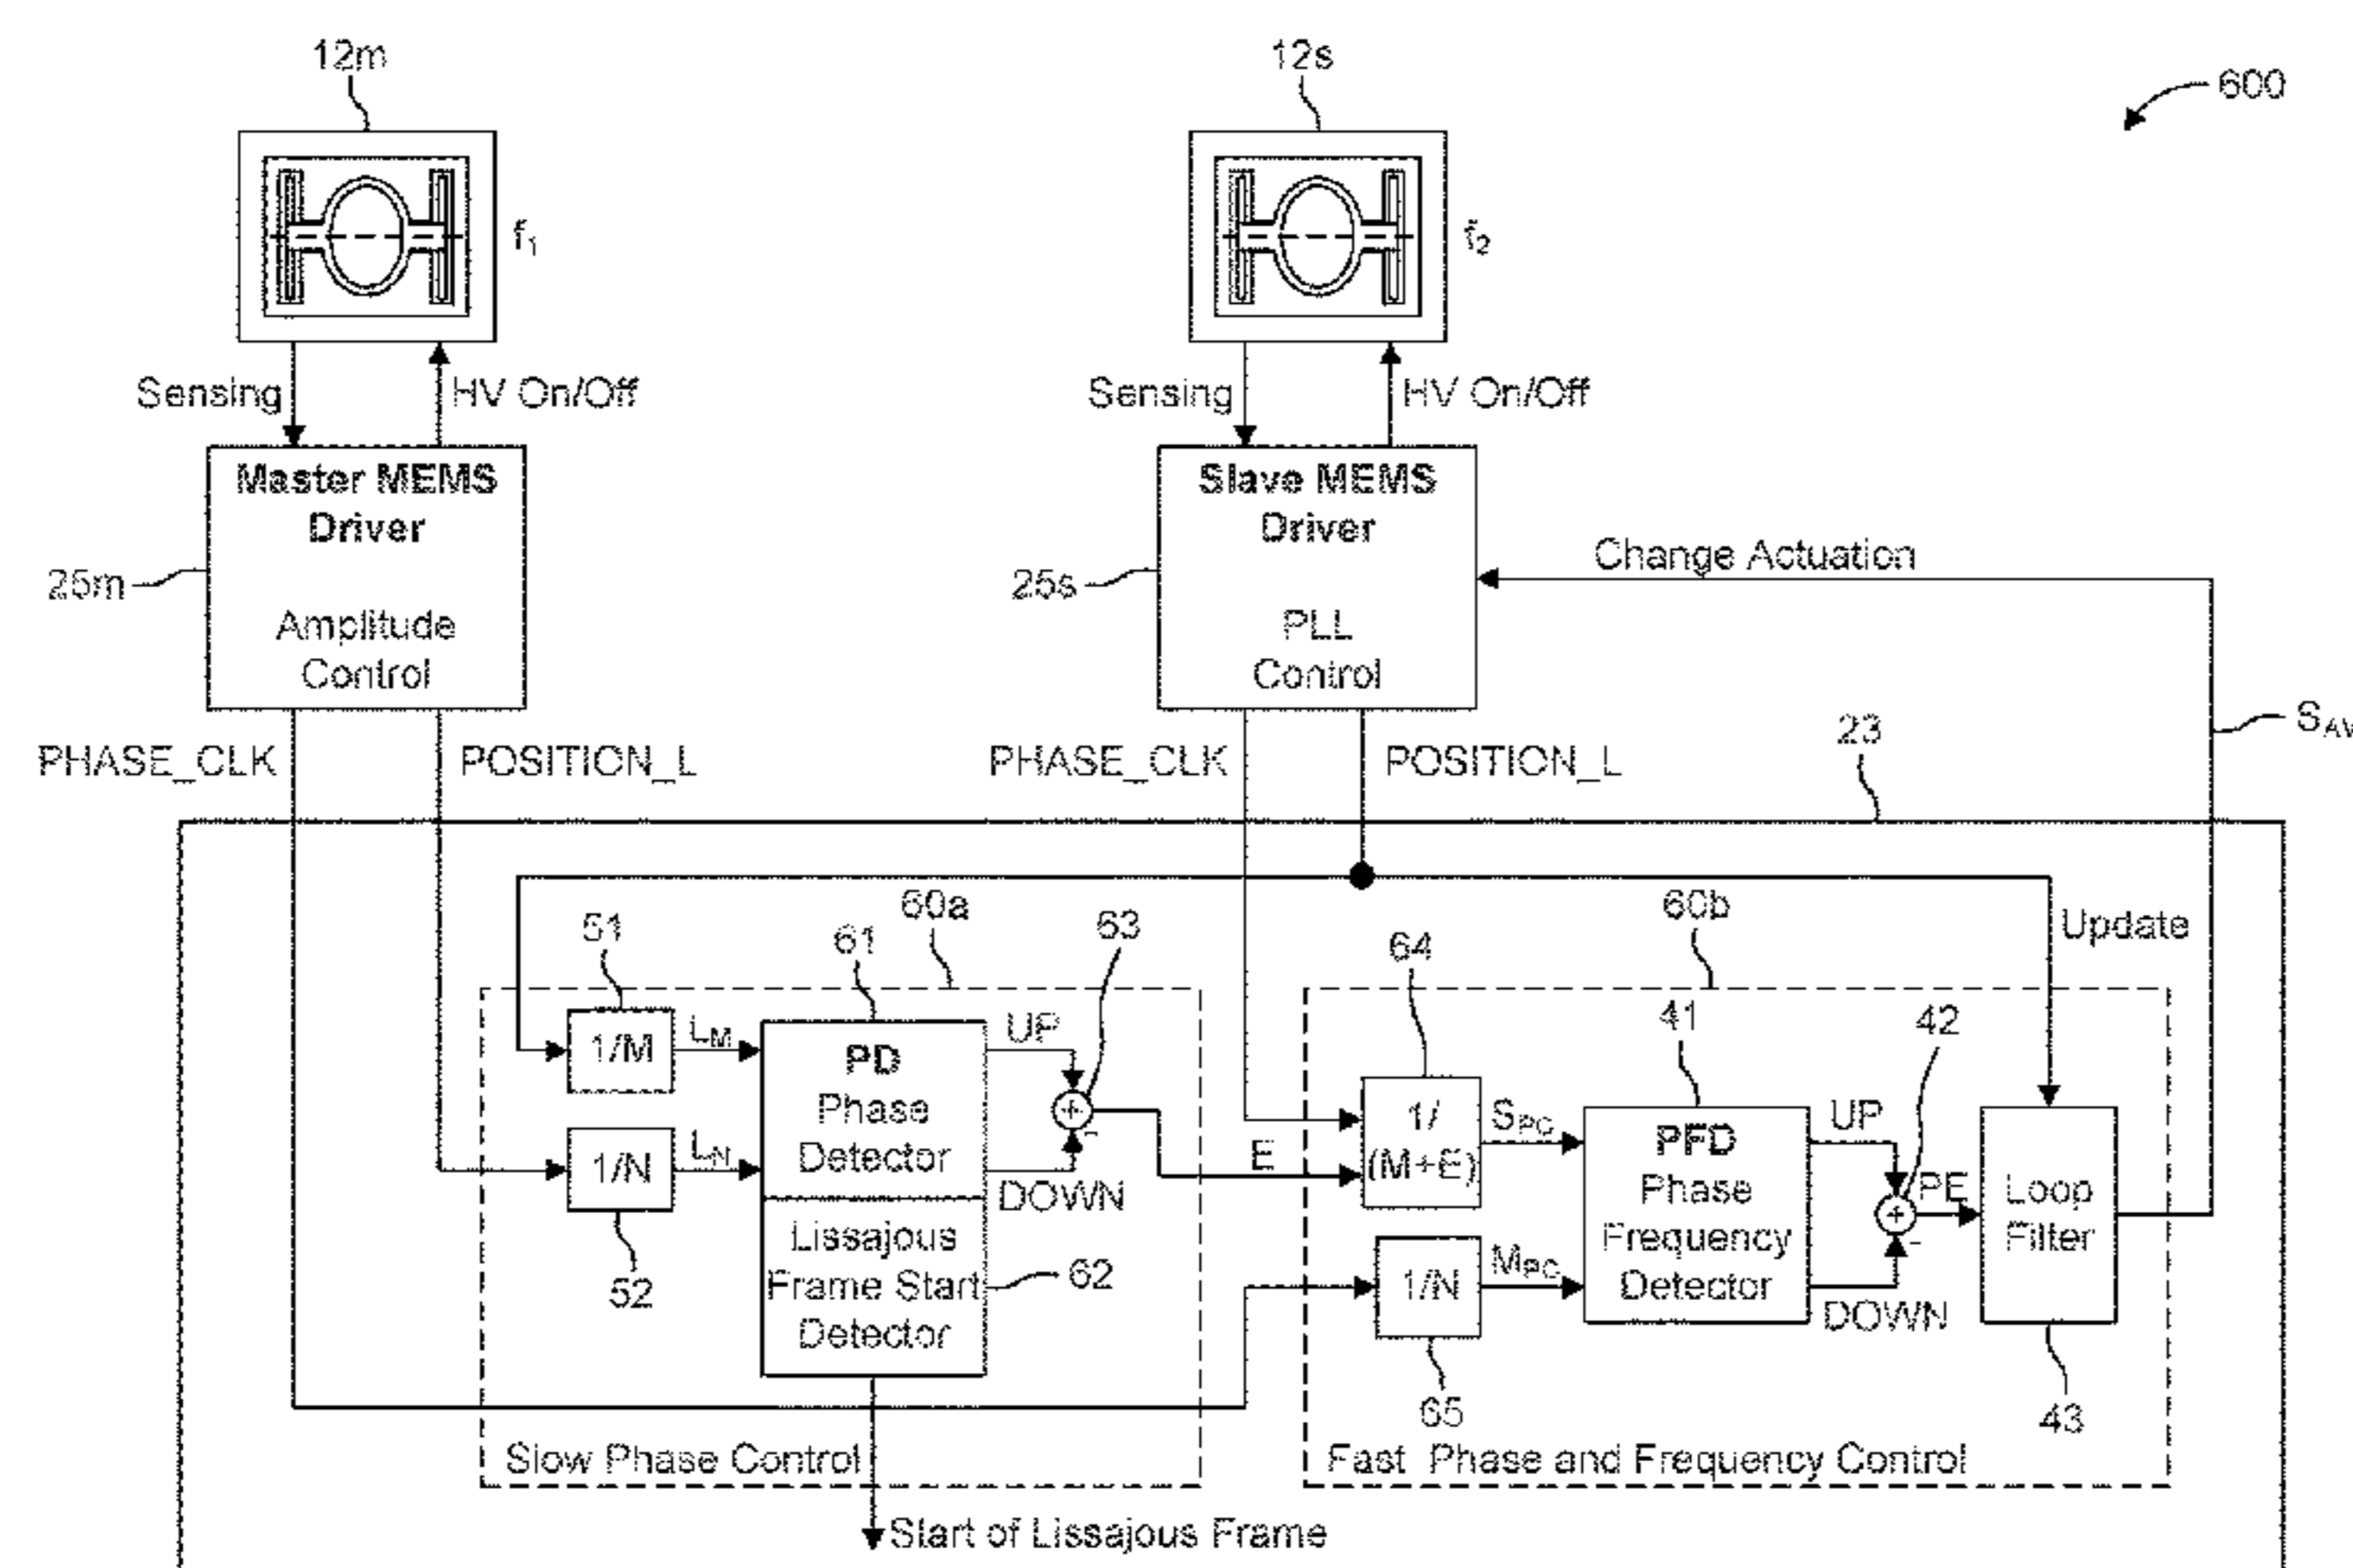 12m
12s
600
f1
f2
Sensing
HV On/Off
Sensing
HV On/Off
Master MEMS
Driver
Amplitude
Control
25m
Slave MEMS
Driver
PLL
Control
25s
Change Actuation
PHASE_CLK
POSITION_L
PHASE_CLK
POSITION_L
23
60a
60b
Update
51
61
63
64
41
42
1/M
LM
UP
PD
Phase
Detector
1/N
LN
DOWN
52
Lissajous
Frame Start
Detector
62
+
-
E
1/
(M+E)
SPC
PFD
Phase
Frequency
Detector
UP
+
-
PE
Loop
Filter
1/N
MPC
DOWN
65
43
Slow Phase Control
Fast Phase and Frequency Control
Start of Lissajous Frame